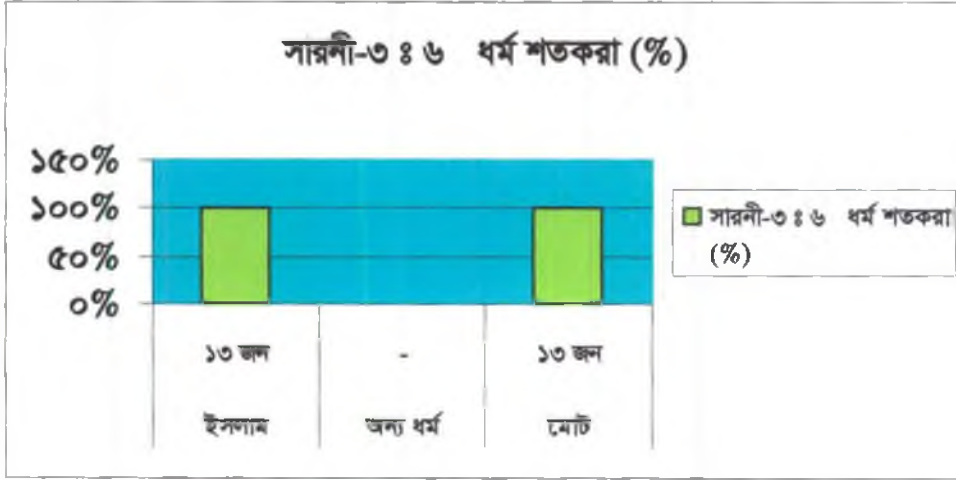 সারনী-৩ ঃ ৬ ধর্ম শতকরা (%)
১৫০%
১০০%
৫০%
০%
১৩ জন - ১৩ জন
ইসলাম অন্য ধর্ম মোট
সারনী-৩ ঃ ৬ ধর্ম শতকরা
(%)